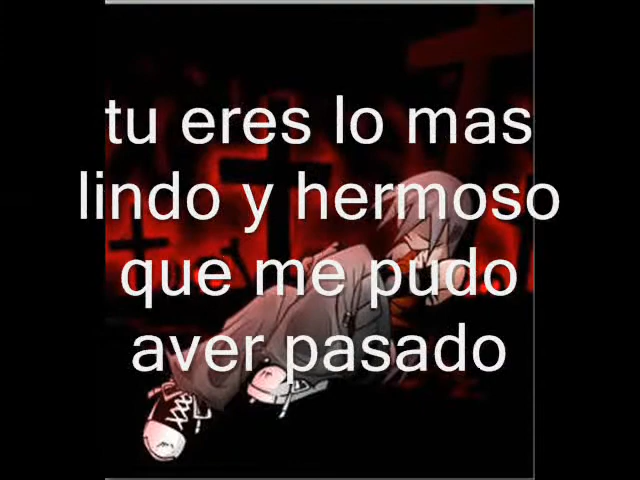 tu eres lo mas
lindo y hermoso
que me pudo
aver pasado